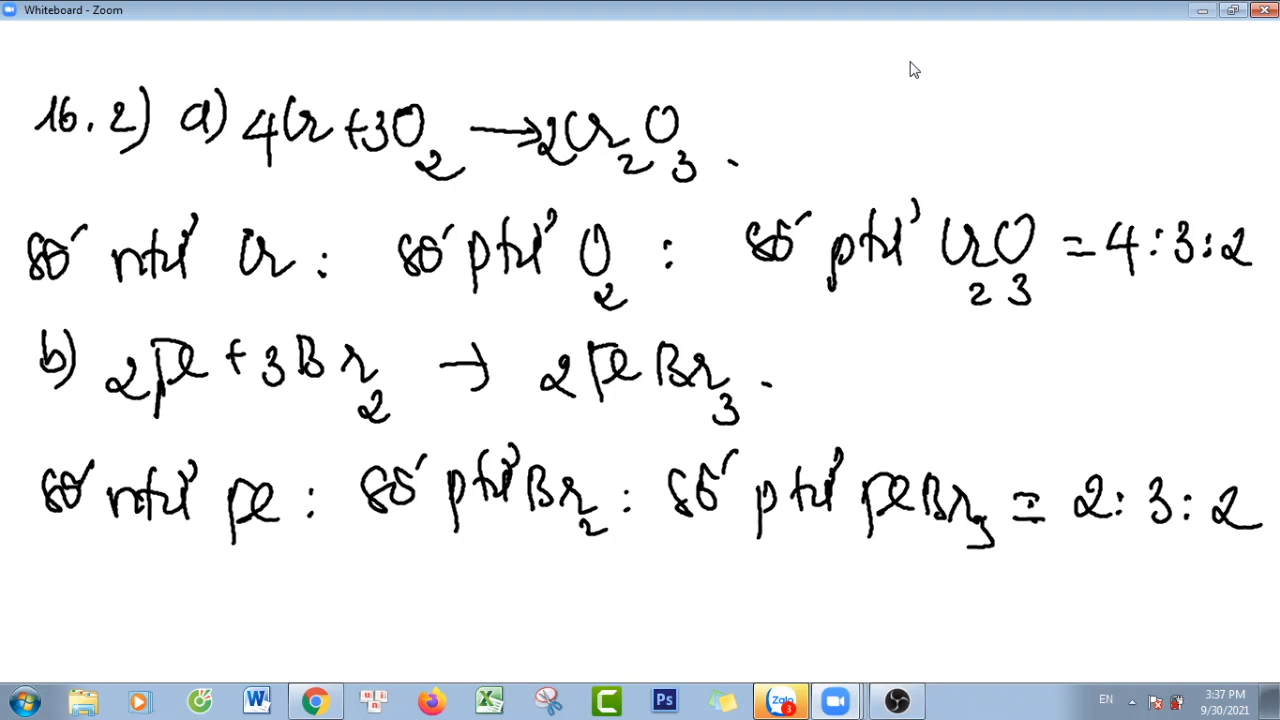 Whiteboard - Zoom
16.2) a) 4Cr + 3O₂ → 2Cr₂O₃.
Số ntử Cr : số ptử O₂ : số ptử Cr₂O₃ = 4:3:2
b) 2Fe + 3Br₂ → 2FeBr₃.
Số ntử Fe : số ptử Br₂ : số ptử FeBr₃ = 2:3:2
EN
3:37 PM
9/30/2021